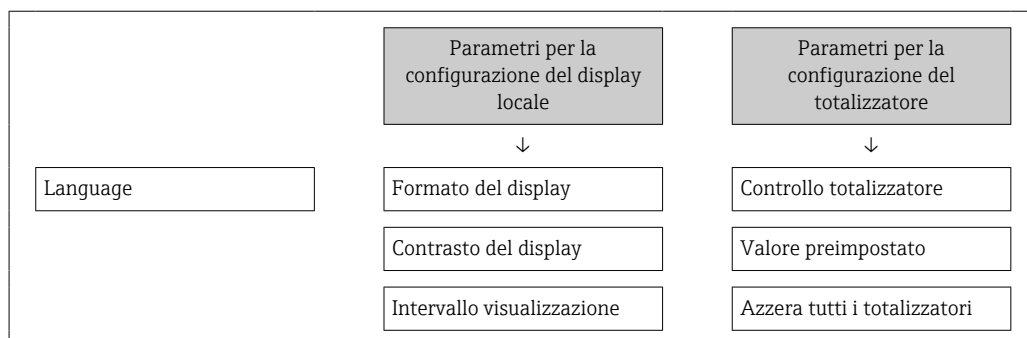 Parametri per la
configurazione del display
locale
Parametri per la
configurazione del
totalizzatore
↓
↓
Language
Formato del display
Controllo totalizzatore
Contrasto del display
Valore preimpostato
Intervallo visualizzazione
Azzera tutti i totalizzatori